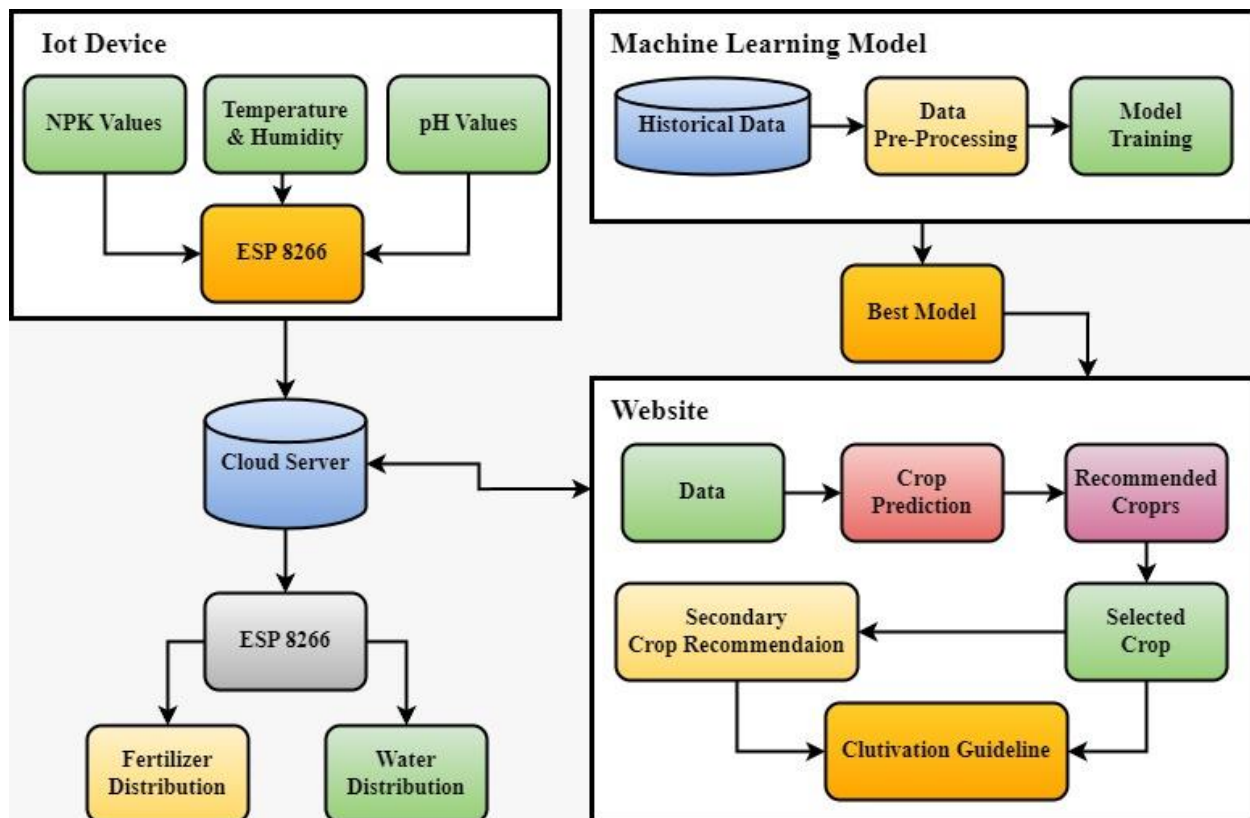 Iot Device
NPK Values
Temperature
& Humidity
pH Values
ESP 8266
Cloud Server
ESP 8266
Fertilizer
Distribution
Water
Distribution
Machine Learning Model
Historical Data
Data
Pre-Processing
Model
Training
Best Model
Website
Data
Crop
Prediction
Recommended
Croprs
Selected
Crop
Secondary
Crop Recommendaion
Clutivation Guideline